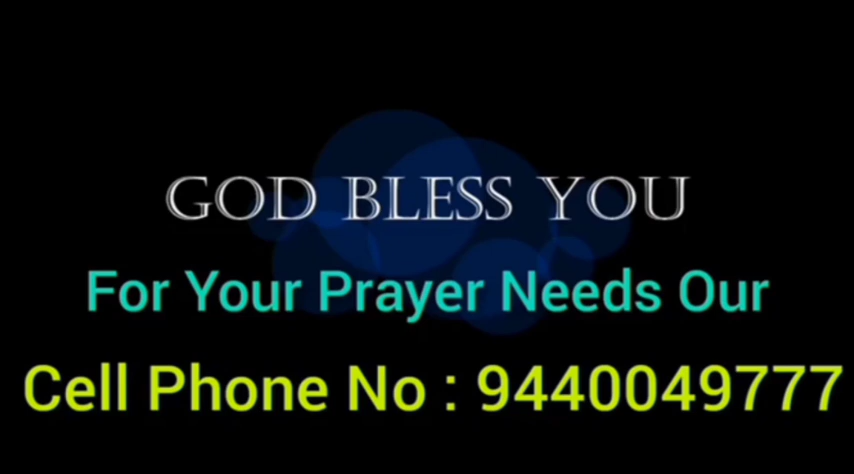 GOD BLESS YOU
For Your Prayer Needs Our
Cell Phone No : 9440049777